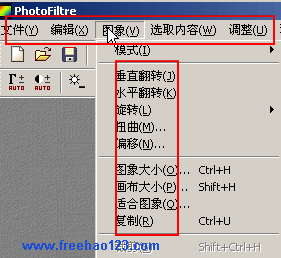 PhotoFiltre
文件(Y) 编辑(X) 图象(V) 选取内容(W) 调整(U)
模式(I)
AUTO AUTO
垂直翻转(J)
水平翻转(K)
旋转(L)
扭曲(M)...
偏移(N)...
图象大小(O)... Ctrl+H
画布大小(P)... Shift+H
适合图象(Q)...
复制(R) Ctrl+U
www.freehao123.com
Shift+Ctrl+H